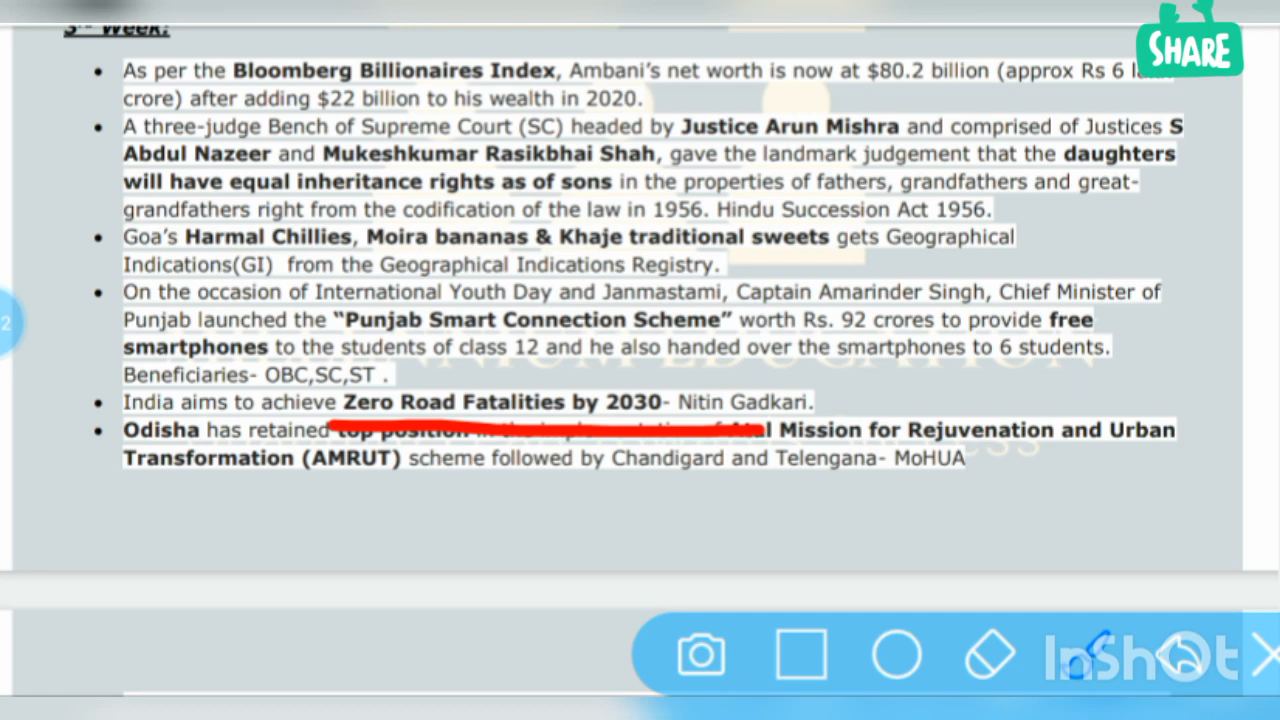 3rd Week:
SHARE
• As per the Bloomberg Billionaires Index, Ambani's net worth is now at $80.2 billion (approx Rs 6
crore) after adding $22 billion to his wealth in 2020.
• A three-judge Bench of Supreme Court (SC) headed by Justice Arun Mishra and comprised of Justices S
Abdul Nazeer and Mukeshkumar Rasikbhai Shah, gave the landmark judgement that the daughters
will have equal inheritance rights as of sons in the properties of fathers, grandfathers and great-
grandfathers right from the codification of the law in 1956. Hindu Succession Act 1956.
• Goa's Harmal Chillies, Moira bananas & Khaje traditional sweets gets Geographical
Indications(GI) from the Geographical Indications Registry.
• On the occasion of International Youth Day and Janmastami, Captain Amarinder Singh, Chief Minister of
Punjab launched the "Punjab Smart Connection Scheme" worth Rs. 92 crores to provide free
smartphones to the students of class 12 and he also handed over the smartphones to 6 students.
Beneficiaries- OBC,SC,ST .
• India aims to achieve Zero Road Fatalities by 2030- Nitin Gadkari.
• Odisha has retained top position in the implementation of Atal Mission for Rejuvenation and Urban
Transformation (AMRUT) scheme followed by Chandigard and Telengana- MoHUA
2
InShOt